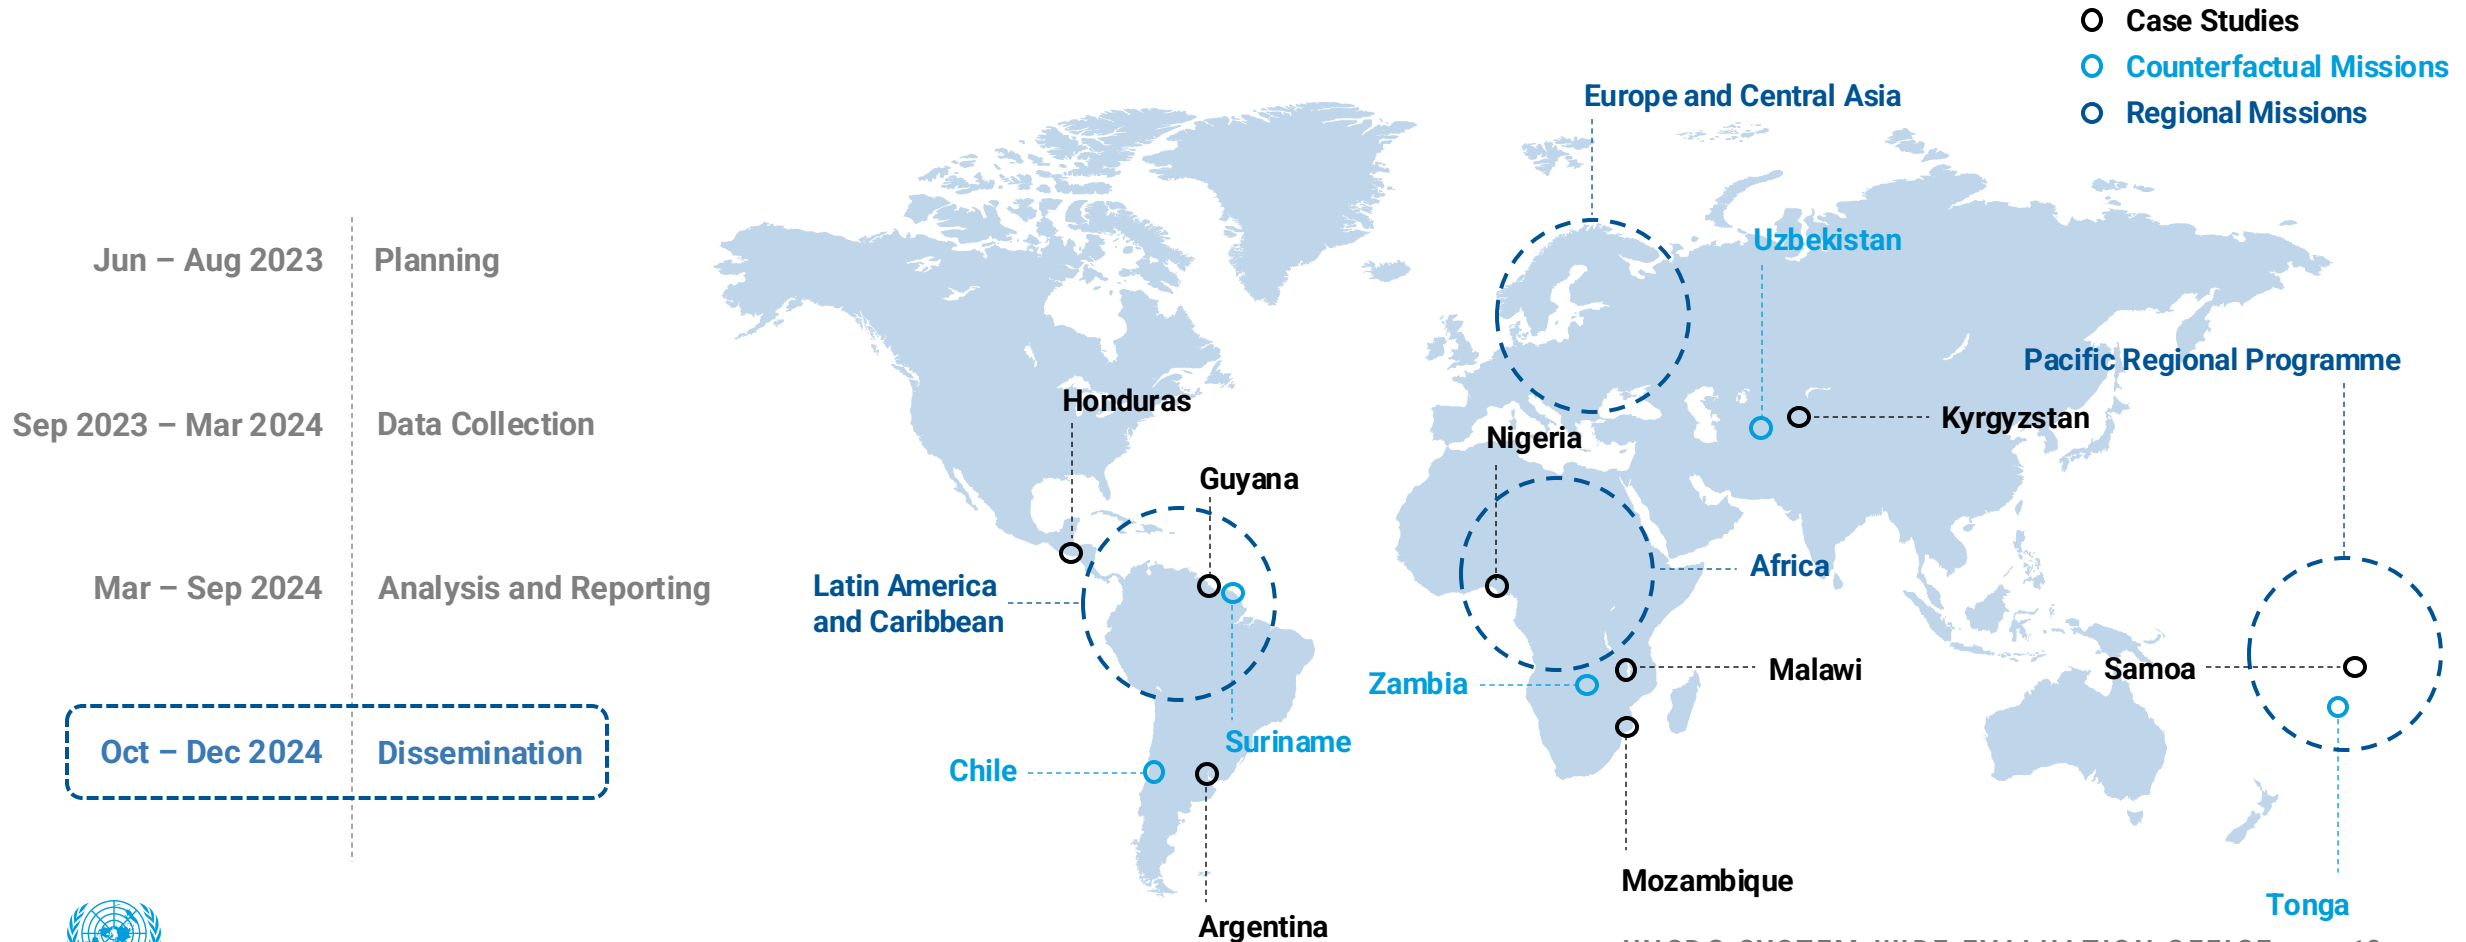 Case Studies
Counterfactual Missions
Regional Missions
Europe and Central Asia
Uzbekistan
Jun – Aug 2023 Planning
Pacific Regional Programme
Honduras
Sep 2023 – Mar 2024 Data Collection
Kyrgyzstan
Nigeria
Guyana
Africa
Mar – Sep 2024 Analysis and Reporting
Latin America
and Caribbean
Malawi
Samoa
Zambia
Suriname
Oct – Dec 2024 Dissemination
Chile
Mozambique
Tonga
Argentina